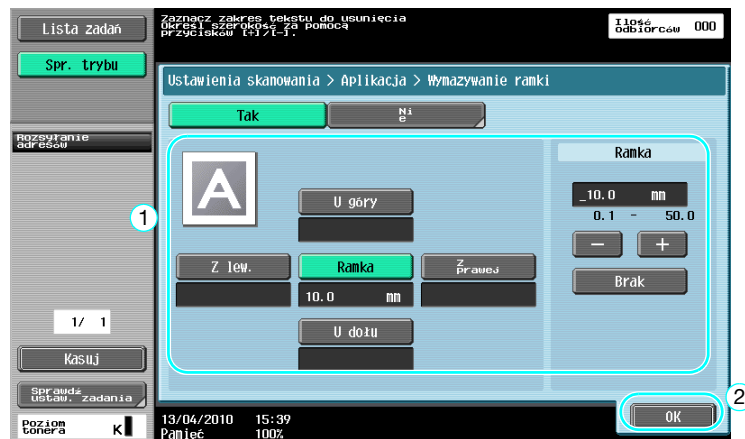 Lista zadań
Zaznacz zakres tekstu do usunięcia
Określ szerokość za pomocą
przycisków [+]/[-].
Ilość
odbiorców 000
Spr. trybu
Ustawienia skanowania > Aplikacja > Wymazywanie ramki
Tak
Ni
e
Rozsyłanie
adresów
Ramka
A
_10.0 mm
0.1 - 50.0
U góry
1
− +
Z lew.
Ramka
Z
prawej
Brak
10.0 mm
1/ 1
U dołu
Kasuj
Sprawdź
ustaw. zadania
2
OK
Poziom
tonera K
13/04/2010 15:39
Pamięć 100%